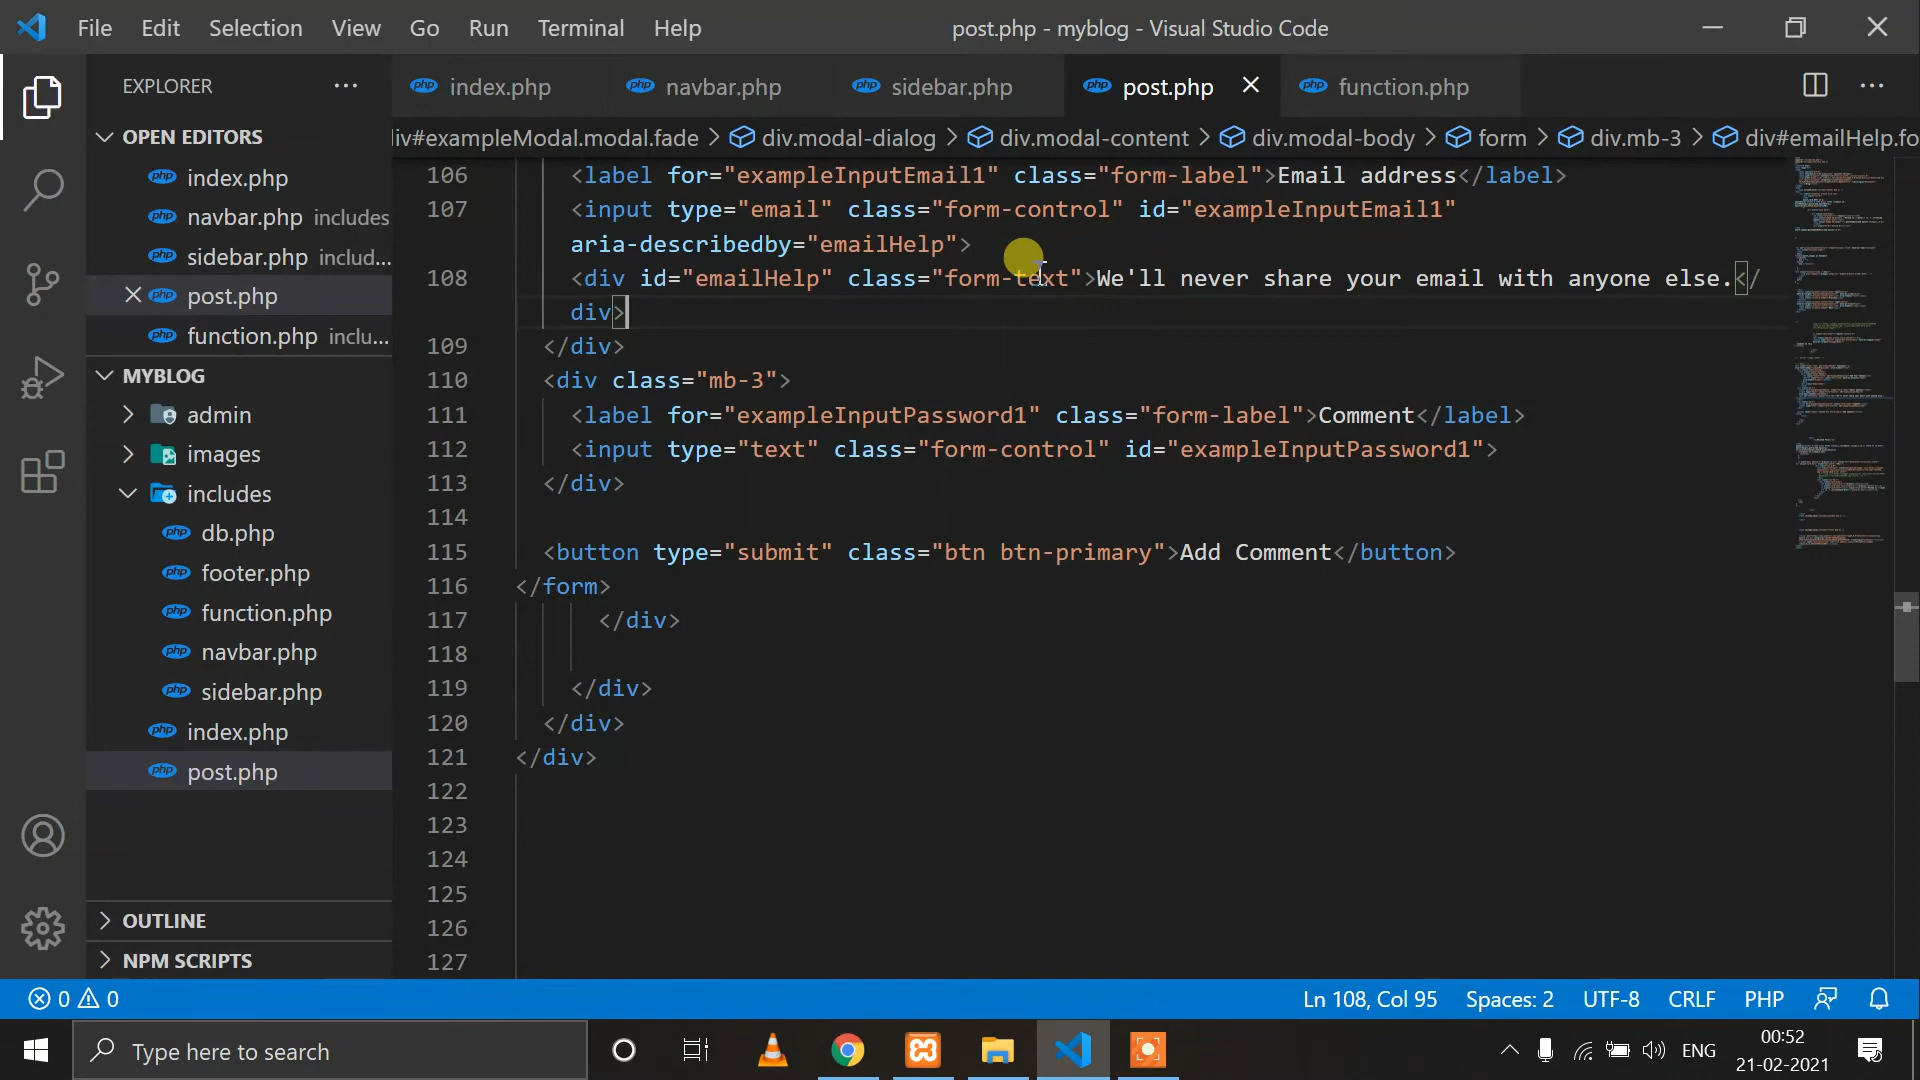 File Edit Selection View Go Run Terminal Help
post.php - myblog - Visual Studio Code
EXPLORER
index.php navbar.php sidebar.php post.php function.php
OPEN EDITORS
index.php
navbar.php includes
sidebar.php includ...
post.php
function.php inclu...
MYBLOG
admin
images
includes
db.php
footer.php
function.php
navbar.php
sidebar.php
index.php
post.php
OUTLINE
NPM SCRIPTS
iv#exampleModal.modal.fade > div.modal-dialog > div.modal-content > div.modal-body > form > div.mb-3 > div#emailHelp.fo
106 <label for="exampleInputEmail1" class="form-label">Email address</label>
107 <input type="email" class="form-control" id="exampleInputEmail1"
aria-describedby="emailHelp">
108 <div id="emailHelp" class="form-text">We'll never share your email with anyone else.</
div>
109 </div>
110 <div class="mb-3">
111 <label for="exampleInputPassword1" class="form-label">Comment</label>
112 <input type="text" class="form-control" id="exampleInputPassword1">
113 </div>
114
115 <button type="submit" class="btn btn-primary">Add Comment</button>
116 </form>
117 </div>
118
119 </div>
120 </div>
121 </div>
122
123
124
125
126
127
0 0
Ln 108, Col 95 Spaces: 2 UTF-8 CRLF PHP
Type here to search
ENG
00:52
21-02-2021